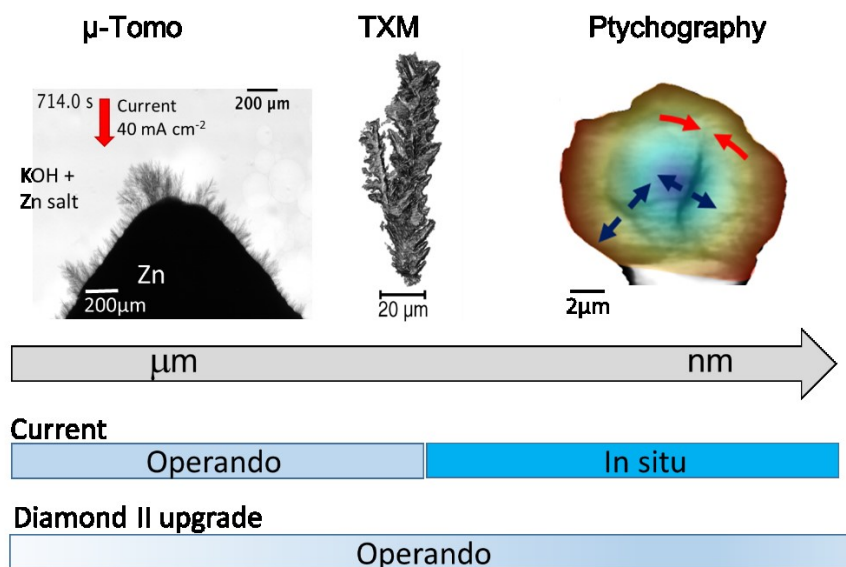 μ-Tomo
TXM
Ptychography
714.0 s
Current
40 mA cm⁻²
200 μm
KOH +
Zn salt
Zn
200μm
20 μm
2μm
μm
nm
Current
Operando
In situ
Diamond II upgrade
Operando